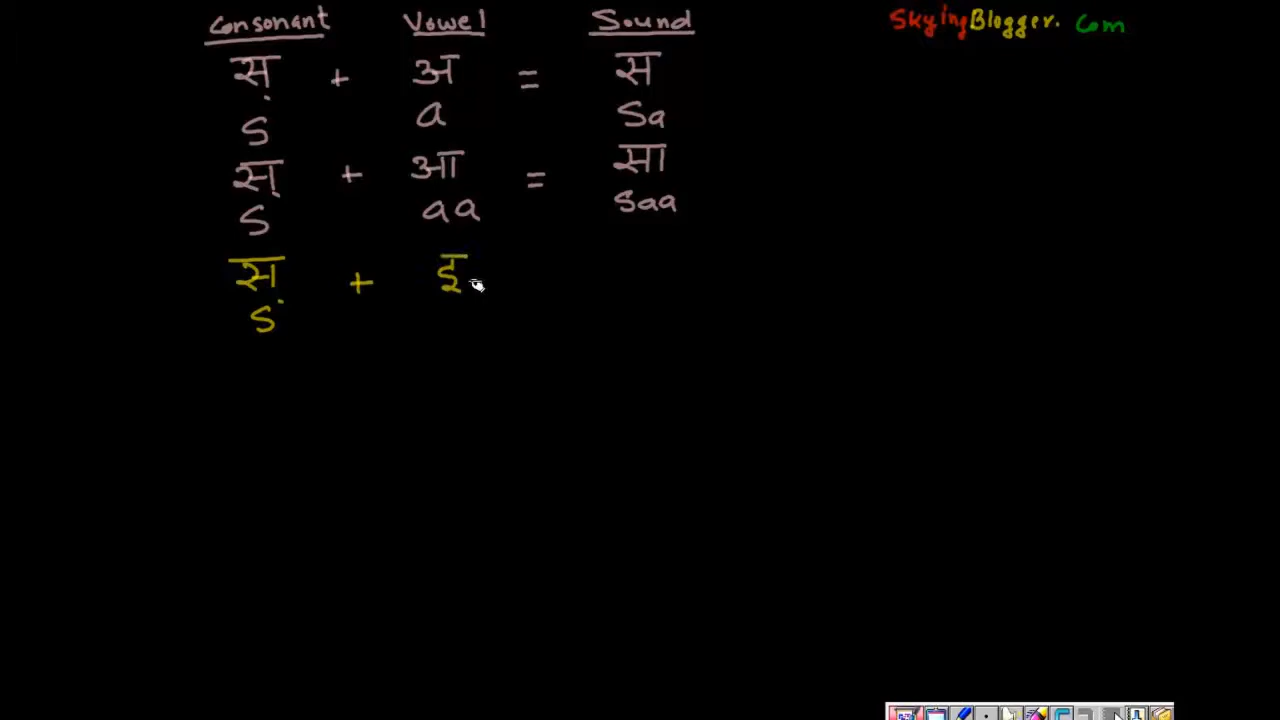 Consonant Vowel Sound SkyingBlogger. Com
स् + अ = स
S a Sa
स् + आ = सा
S aa Saa
स् + इ
S